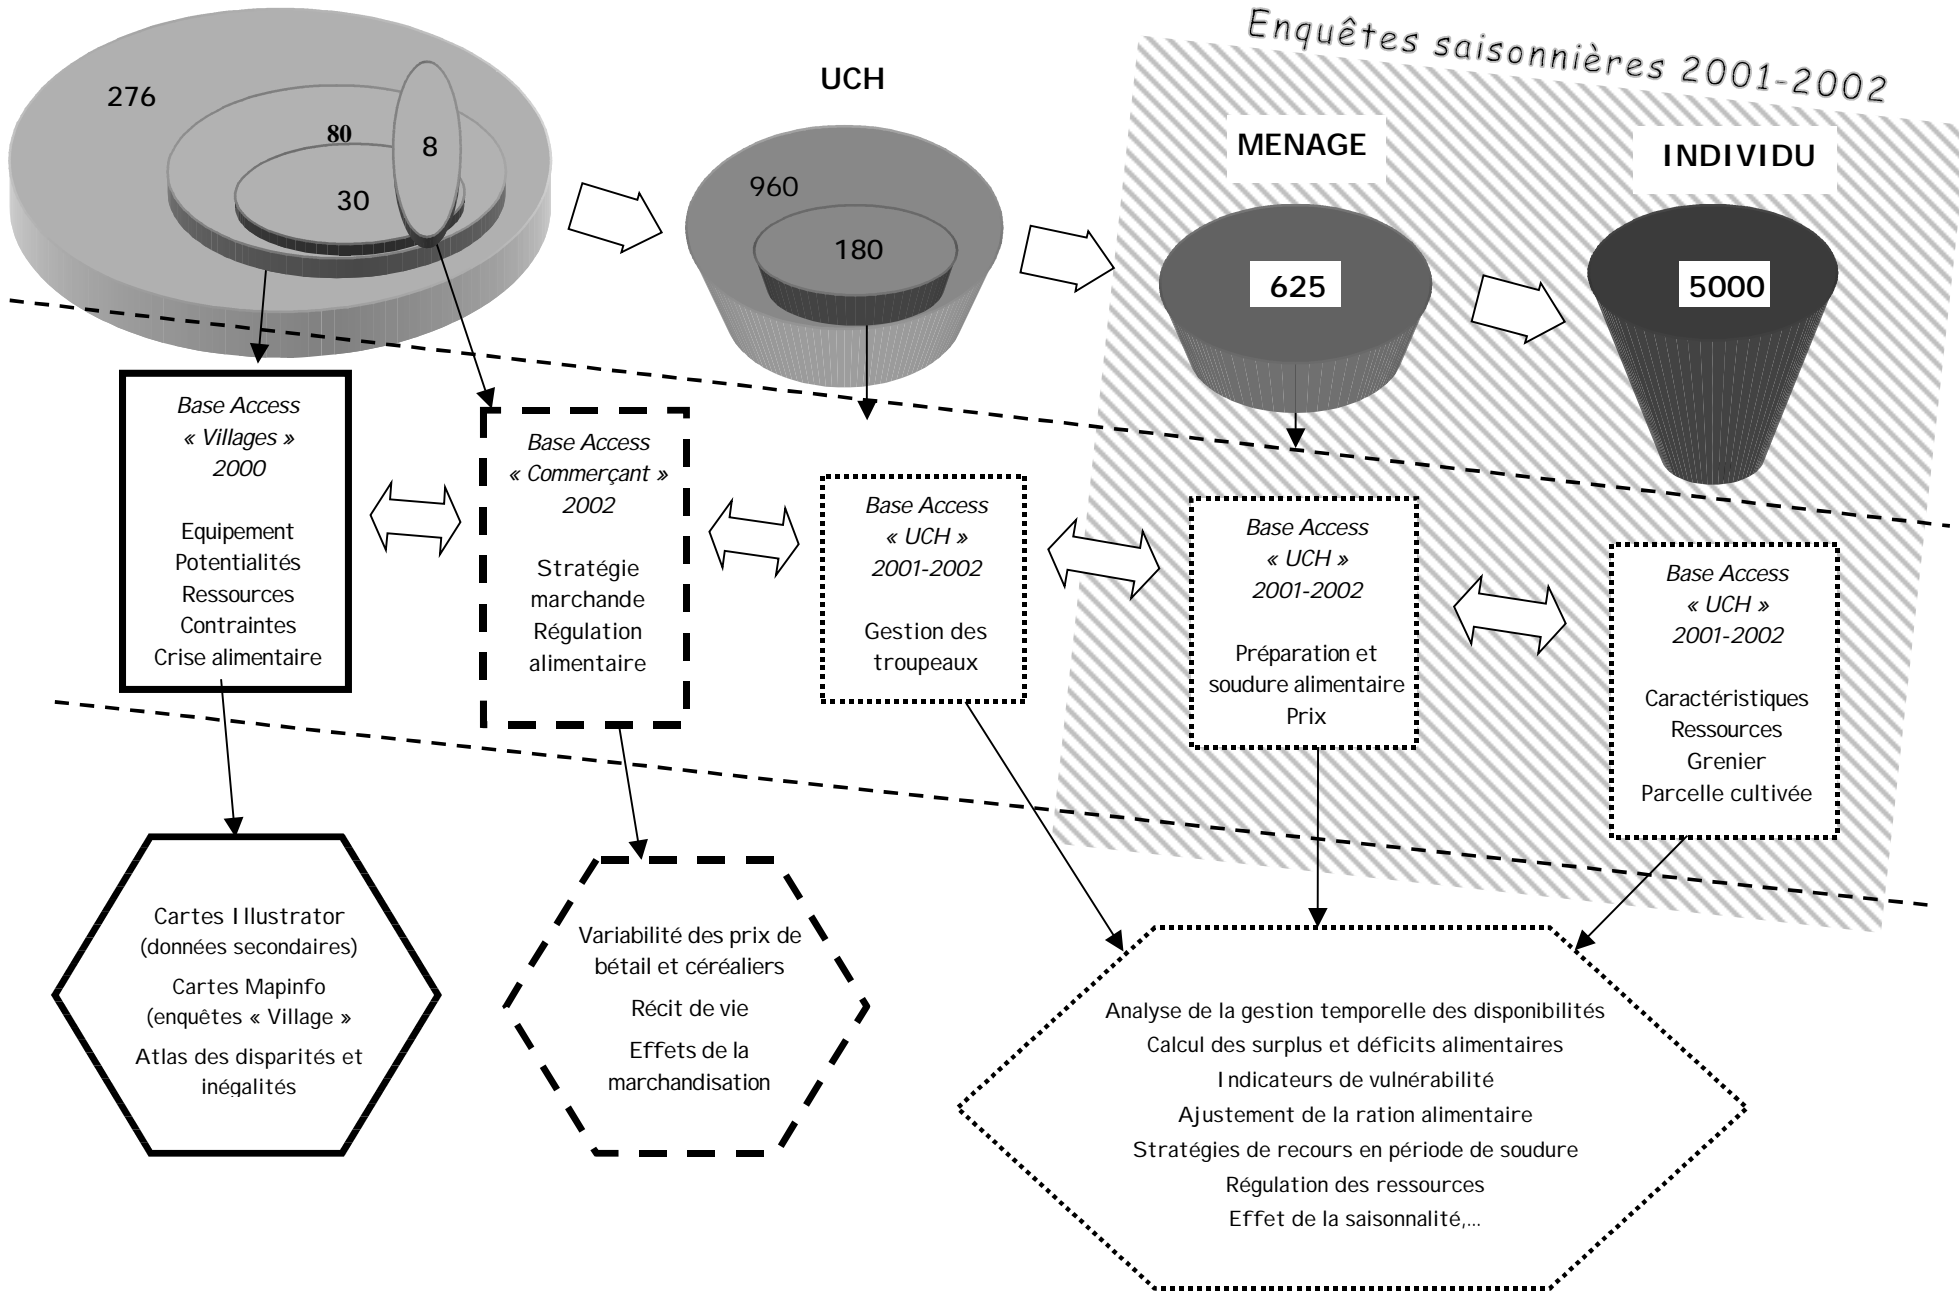 Enquêtes saisonnières 2001-2002
UCH
MENAGE
INDIVIDU
276
80
8
30
960
180
625
5000
Base Access
« Villages »
2000
Equipement
Potentialités
Ressources
Contraintes
Crise alimentaire
Base Access
« Commerçant »
2002
Stratégie
marchande
Régulation
alimentaire
Base Access
« UCH »
2001-2002
Gestion des
troupeaux
Base Access
« UCH »
2001-2002
Préparation et
soudure alimentaire
Prix
Base Access
« UCH »
2001-2002
Caractéristiques
Ressources
Grenier
Parcelle cultivée
Cartes Illustrator
(données secondaires)
Cartes Mapinfo
(enquêtes « Village »
Atlas des disparités et
inégalités
Variabilité des prix de
bétail et céréaliers
Récit de vie
Effets de la
marchandisation
Analyse de la gestion temporelle des disponibilités
Calcul des surplus et déficits alimentaires
Indicateurs de vulnérabilité
Ajustement de la ration alimentaire
Stratégies de recours en période de soudure
Régulation des ressources
Effet de la saisonnalité,...